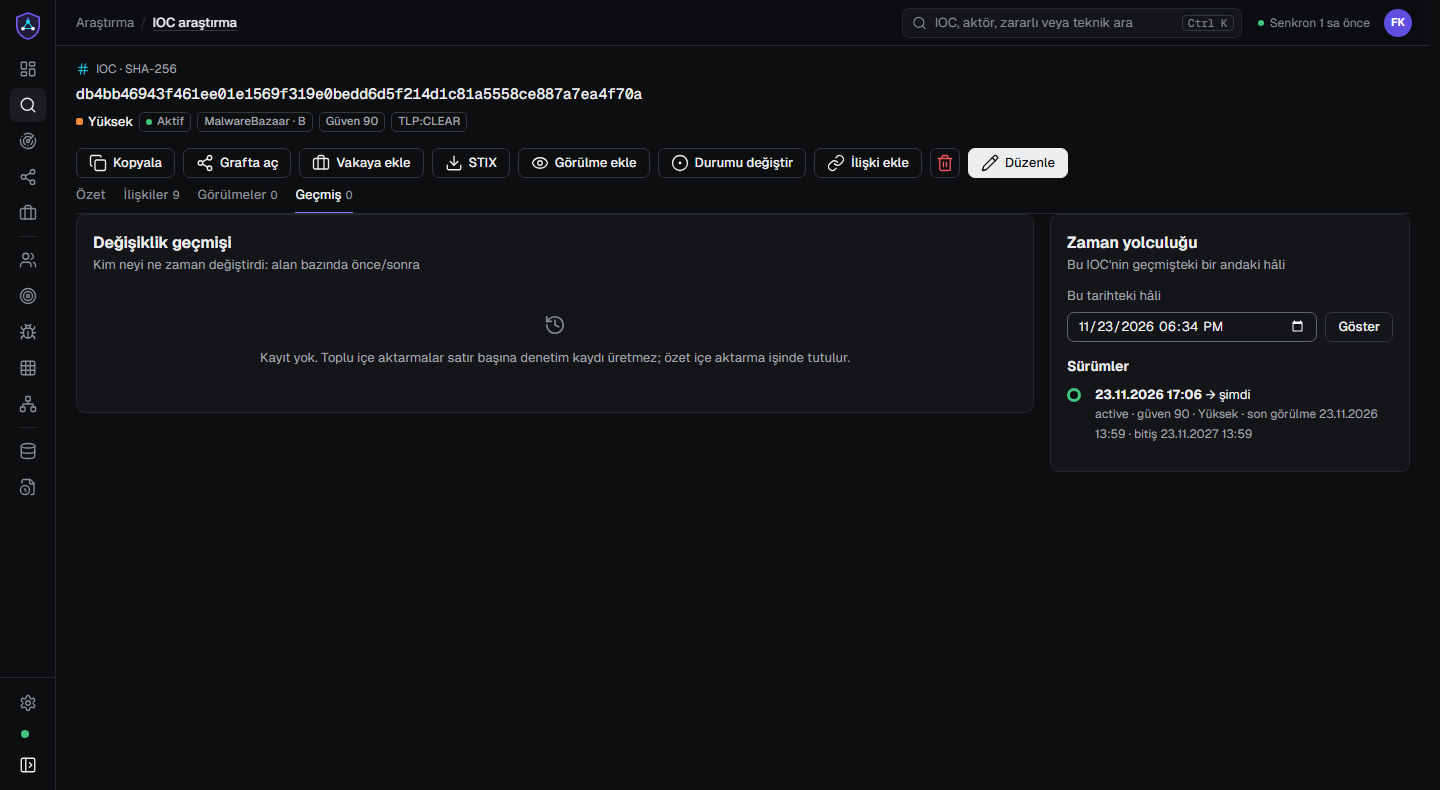 Araştırma / IOC araştırma
IOC, aktör, zararlı veya teknik ara
Ctrl K
Senkron 1 sa önce
FK
IOC · SHA-256
db4bb46943f461ee01e1569f319e0bedd6d5f214d1c81a5558ce887a7ea4f70a
Yüksek
Aktif
MalwareBazaar · B
Güven 90
TLP:CLEAR
Kopyala
Grafta aç
Vakaya ekle
STIX
Görülme ekle
Durumu değiştir
İlişki ekle
Düzenle
Özet
İlişkiler 9
Görülmeler 0
Geçmiş 0
Değişiklik geçmişi
Kim neyi ne zaman değiştirdi: alan bazında önce/sonra
Kayıt yok. Toplu içe aktarmalar satır başına denetim kaydı üretmez; özet içe aktarma işinde tutulur.
Zaman yolculuğu
Bu IOC'nin geçmişteki bir andaki hâli
Bu tarihteki hâli
11/23/2026 06:34 PM
Göster
Sürümler
23.11.2026 17:06 → şimdi
active · güven 90 · Yüksek · son görülme 23.11.2026
13:59 · bitiş 23.11.2027 13:59